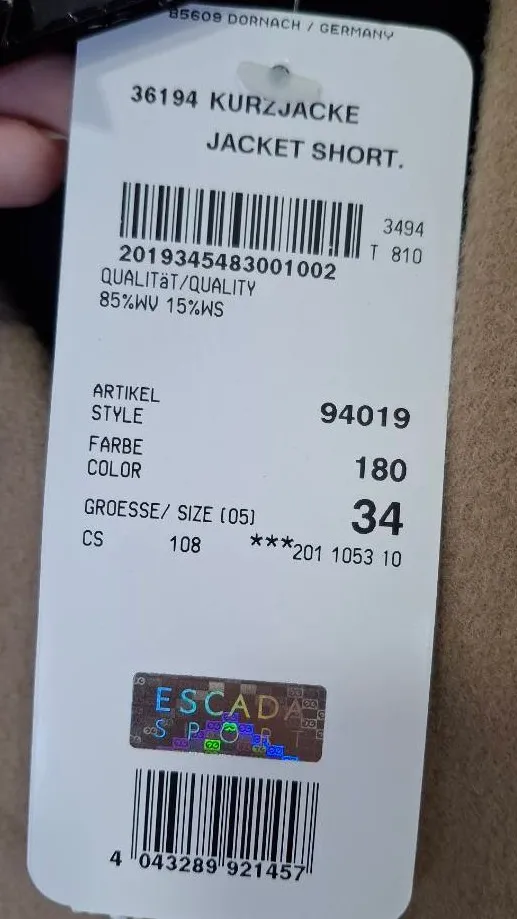 85609 DORNACH / GERMANY
36194 KURZJACKE
JACKET SHORT.
3494
T 810
2019345483001002
QUALITäT/QUALITY
85%WV 15%WS
ARTIKEL
STYLE 94019
FARBE
COLOR 180
GROESSE/ SIZE (05) 34
CS 108 ***201 1053 10
ESCADA
SPORT
4 043289 921457